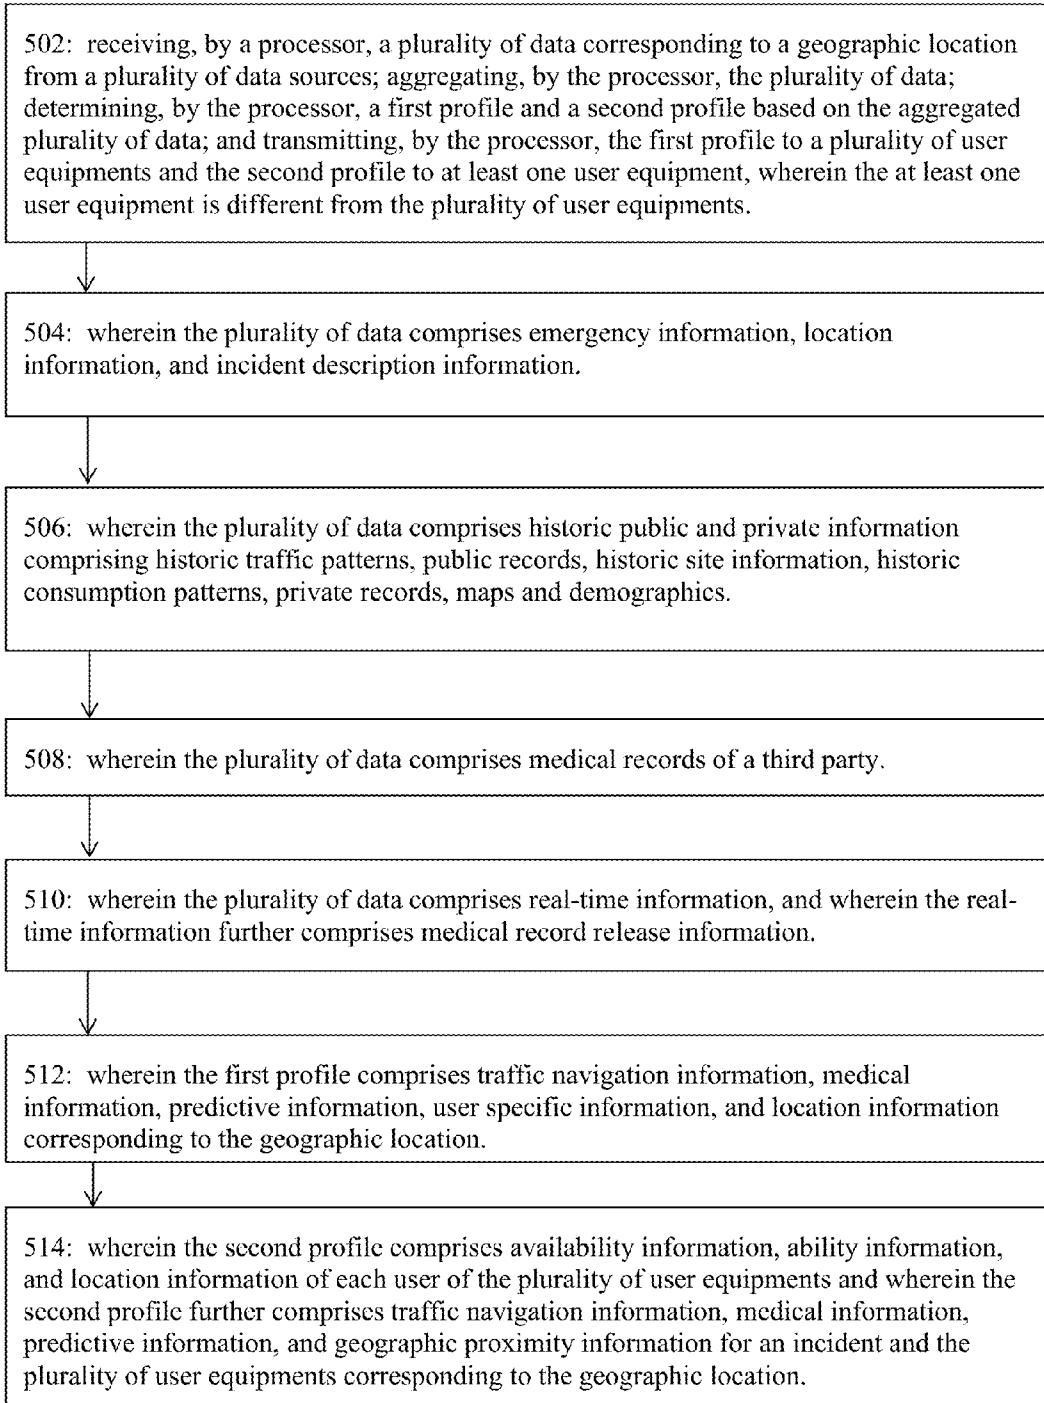 502: receiving, by a processor, a plurality of data corresponding to a geographic location
from a plurality of data sources; aggregating, by the processor, the plurality of data;
determining, by the processor, a first profile and a second profile based on the aggregated
plurality of data; and transmitting, by the processor, the first profile to a plurality of user
equipments and the second profile to at least one user equipment, wherein the at least one
user equipment is different from the plurality of user equipments.
504: wherein the plurality of data comprises emergency information, location
information, and incident description information.
506: wherein the plurality of data comprises historic public and private information
comprising historic traffic patterns, public records, historic site information, historic
consumption patterns, private records, maps and demographics.
508: wherein the plurality of data comprises medical records of a third party.
510: wherein the plurality of data comprises real-time information, and wherein the real-
time information further comprises medical record release information.
512: wherein the first profile comprises traffic navigation information, medical
information, predictive information, user specific information, and location information
corresponding to the geographic location.
514: wherein the second profile comprises availability information, ability information,
and location information of each user of the plurality of user equipments and wherein the
second profile further comprises traffic navigation information, medical information,
predictive information, and geographic proximity information for an incident and the
plurality of user equipments corresponding to the geographic location.